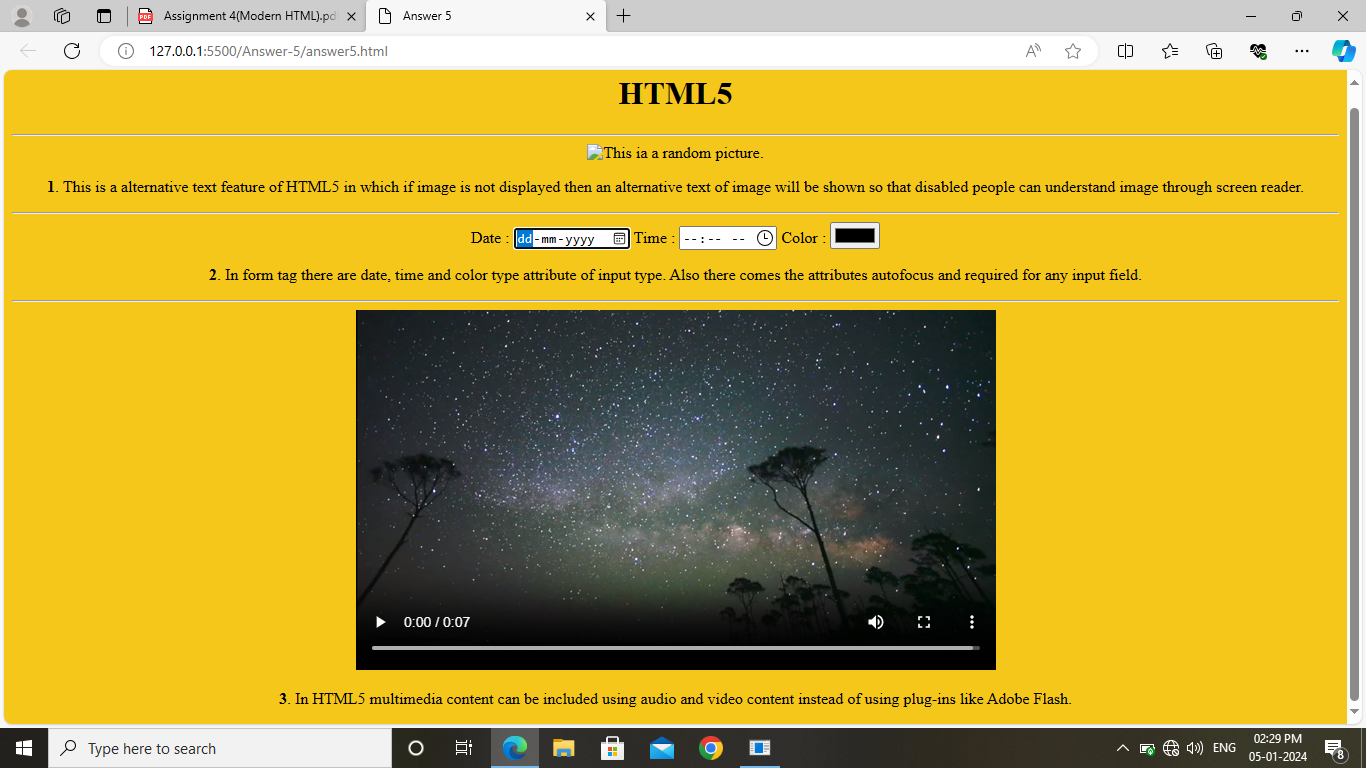 Assignment 4(Modern HTML).pd
Answer 5
127.0.0.1:5500/Answer-5/answer5.html
HTML5
This ia a random picture.
1. This is a alternative text feature of HTML5 in which if image is not displayed then an alternative text of image will be shown so that disabled people can understand image through screen reader.
Date : dd-mm-yyyy Time : --:-- -- Color :
2. In form tag there are date, time and color type attribute of input type. Also there comes the attributes autofocus and required for any input field.
0:00 / 0:07
3. In HTML5 multimedia content can be included using audio and video content instead of using plug-ins like Adobe Flash.
Type here to search
ENG
02:29 PM
05-01-2024
8